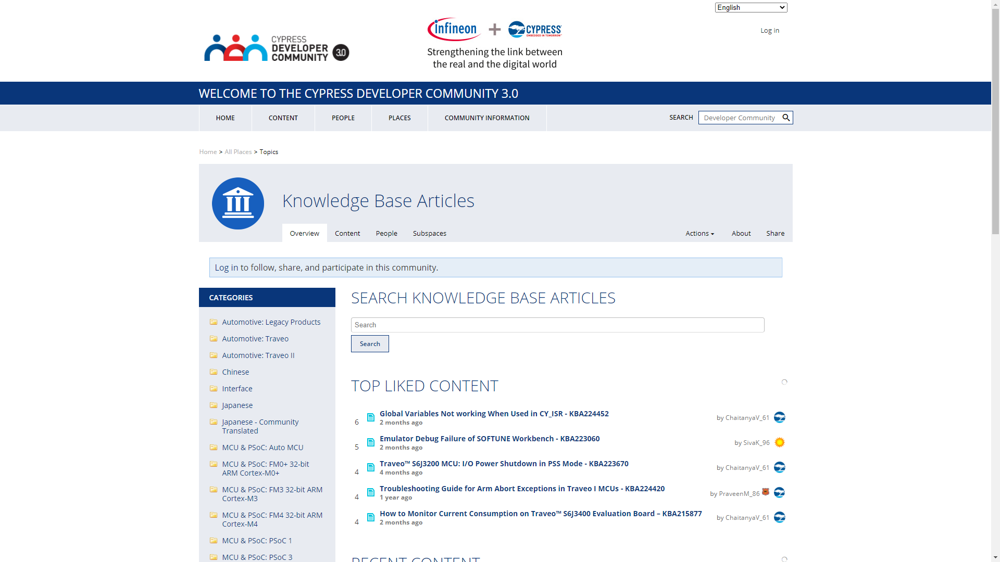 English
Log in
CYPRESS
DEVELOPER
COMMUNITY
3.0
infineon + CYPRESS
EMBEDDED IN TOMORROW
Strengthening the link between
the real and the digital world
WELCOME TO THE CYPRESS DEVELOPER COMMUNITY 3.0
HOME CONTENT PEOPLE PLACES COMMUNITY INFORMATION SEARCH Developer Community
Home > All Places > Topics
Knowledge Base Articles
Overview Content People Subspaces Actions About Share
Log in to follow, share, and participate in this community.
CATEGORIES
Automotive: Legacy Products
Automotive: Traveo
Automotive: Traveo II
Chinese
Interface
Japanese
Japanese - Community
Translated
MCU & PSoC: Auto MCU
MCU & PSoC: FM0+ 32-bit
ARM Cortex-M0+
MCU & PSoC: FM3 32-bit ARM
Cortex-M3
MCU & PSoC: FM4 32-bit ARM
Cortex-M4
MCU & PSoC: PSoC 1
MCU & PSoC: PSoC 3
SEARCH KNOWLEDGE BASE ARTICLES
Search
Search
TOP LIKED CONTENT
6 Global Variables Not working When Used in CY_ISR - KBA224452 by ChaitanyaV_61
2 months ago
5 Emulator Debug Failure of SOFTUNE Workbench - KBA223060 by SivaK_96
2 months ago
4 Traveo™ S6J3200 MCU: I/O Power Shutdown in PSS Mode - KBA223670 by ChaitanyaV_61
4 months ago
4 Troubleshooting Guide for Arm Abort Exceptions in Traveo I MCUs - KBA224420 by PraveenM_86
1 year ago
4 How to Monitor Current Consumption on Traveo™ S6J3400 Evaluation Board – KBA215877 by ChaitanyaV_61
2 months ago
RECENT CONTENT